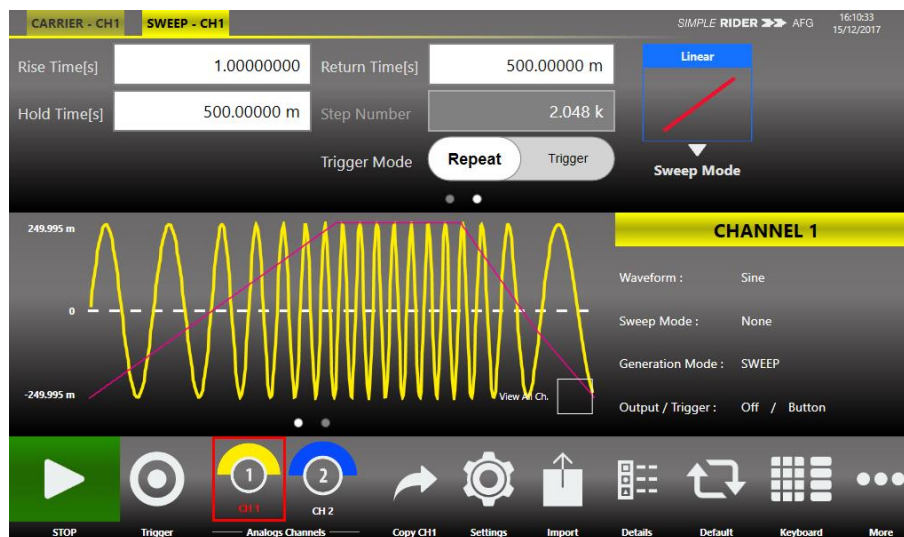 CARRIER - CH1 SWEEP - CH1 SIMPLE RIDER AFG 16:10:33
15/12/2017
Rise Time[s] 1.00000000 Return Time[s] 500.00000 m Linear
Hold Time[s] 500.00000 m Step Number 2.048 k
Trigger Mode Repeat Trigger Sweep Mode
249.995 m CHANNEL 1
Waveform : Sine
0 Sweep Mode : None
Generation Mode : SWEEP
-249.995 m View All Ch. Output / Trigger : Off / Button
1 2
CH 1 CH 2
STOP Trigger Analogs Channels Copy CH1 Settings Import Details Default Keyboard More